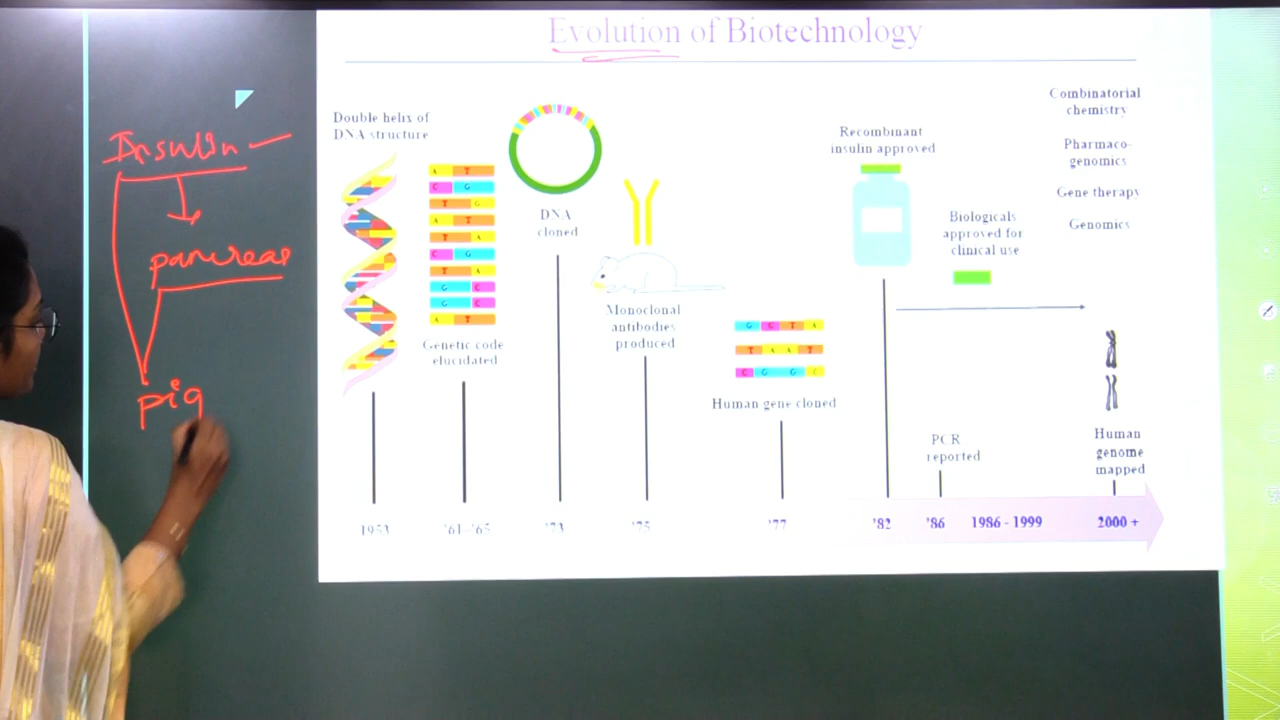 Evolution of Biotechnology
Insulin
pancreas
pig
Double helix of
DNA structure
A T
C G
T G
A T
T A
C G
T A
G C
G C
A T
Genetic code
elucidated
DNA
cloned
Monoclonal
antibodies
produced
G G T A
T A A T
C G G C
Human gene cloned
Recombinant
insulin approved
Biologicals
approved for
clinical use
Combinatorial
chemistry
Pharmaco-
genomics
Gene therapy
Genomics
PCR
reported
Human
genome
mapped
1953
'61-'65
'73
'75
'77
'82
'86
1986 - 1999
2000 +